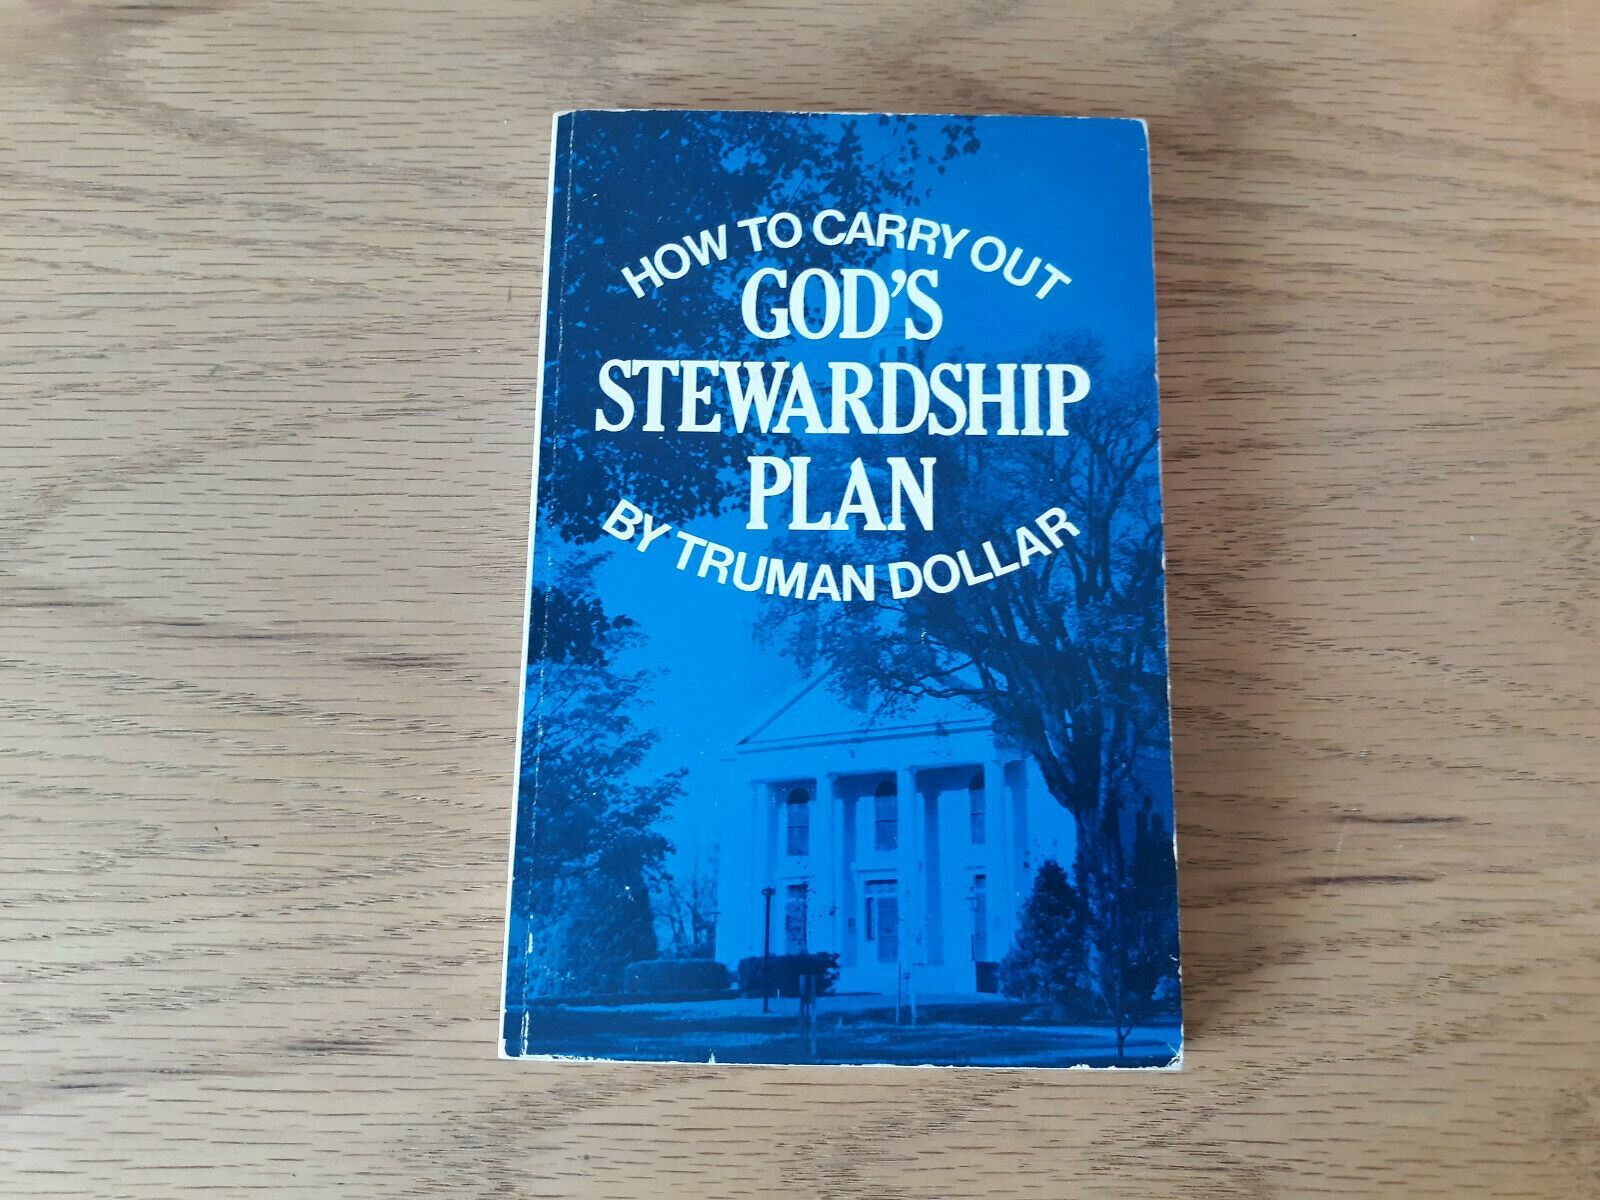 HOW TO CARRY OUT
GOD'S
STEWARDSHIP
PLAN
BY TRUMAN DOLLAR